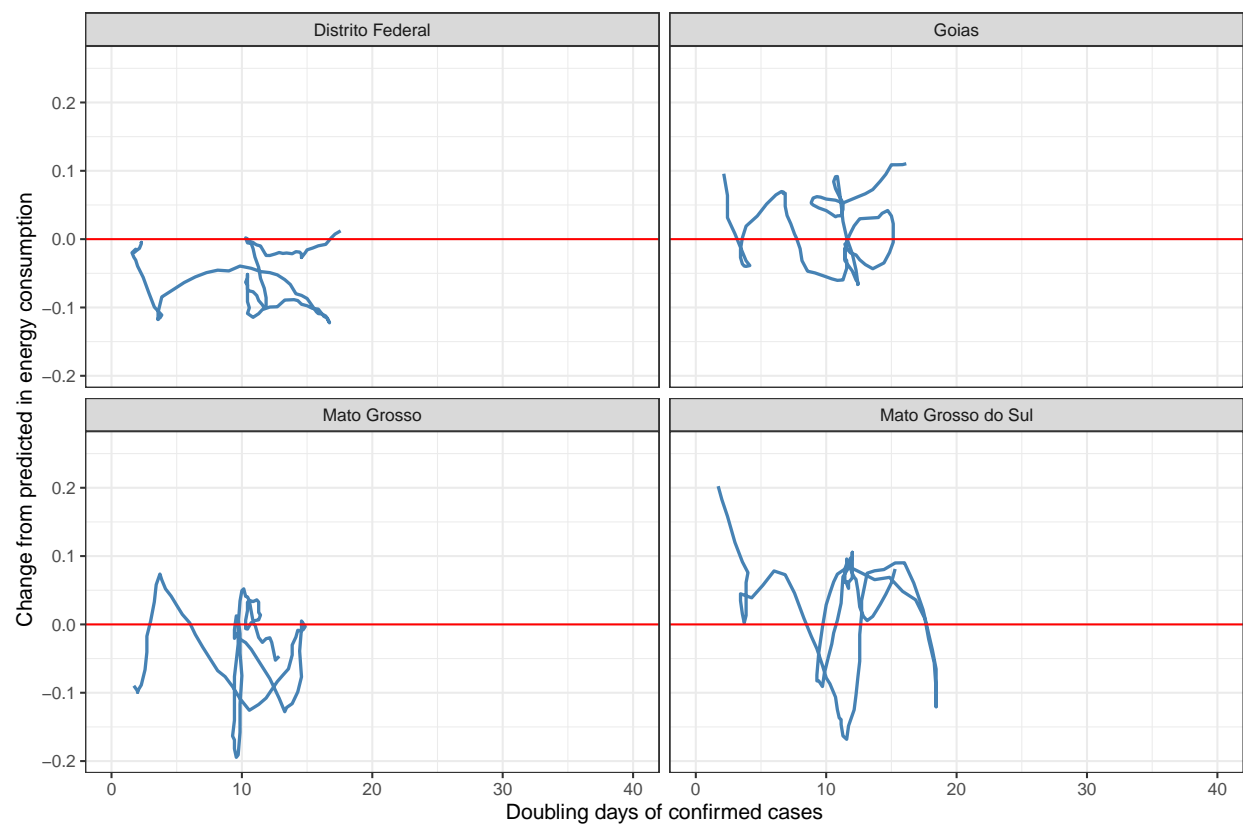 Distrito Federal
Goias
0.2
0.1
0.0
−0.1
−0.2
Mato Grosso
Mato Grosso do Sul
0.2
0.1
0.0
−0.1
−0.2
0 10 20 30 40
0 10 20 30 40
Doubling days of confirmed cases
Change from predicted in energy consumption